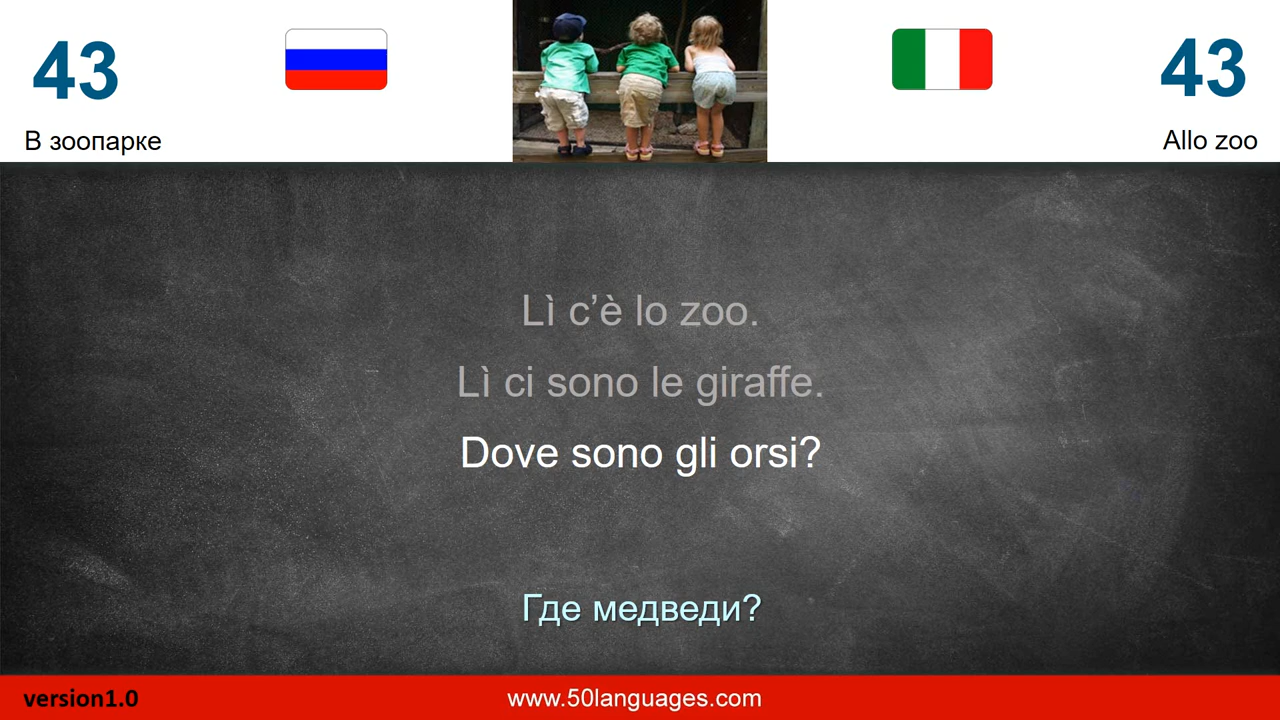 43
43
В зоопарке
Allo zoo
Lì c’è lo zoo.
Lì ci sono le giraffe.
Dove sono gli orsi?
Где медведи?
version1.0
www.50languages.com